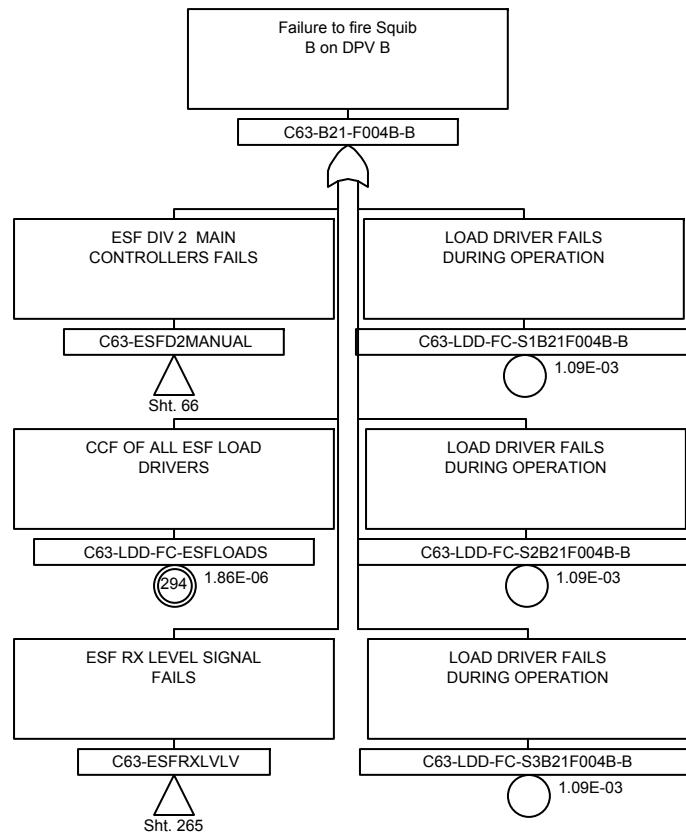 Failure to fire Squib
B on DPV B
C63-B21-F004B-B
ESF DIV 2 MAIN
CONTROLLERS FAILS
C63-ESFD2MANUAL
Sht. 66
LOAD DRIVER FAILS
DURING OPERATION
C63-LDD-FC-S1B21F004B-B
1.09E-03
CCF OF ALL ESF LOAD
DRIVERS
C63-LDD-FC-ESFLOADS
294
1.86E-06
LOAD DRIVER FAILS
DURING OPERATION
C63-LDD-FC-S2B21F004B-B
1.09E-03
ESF RX LEVEL SIGNAL
FAILS
C63-ESFRXLVLV
Sht. 265
LOAD DRIVER FAILS
DURING OPERATION
C63-LDD-FC-S3B21F004B-B
1.09E-03